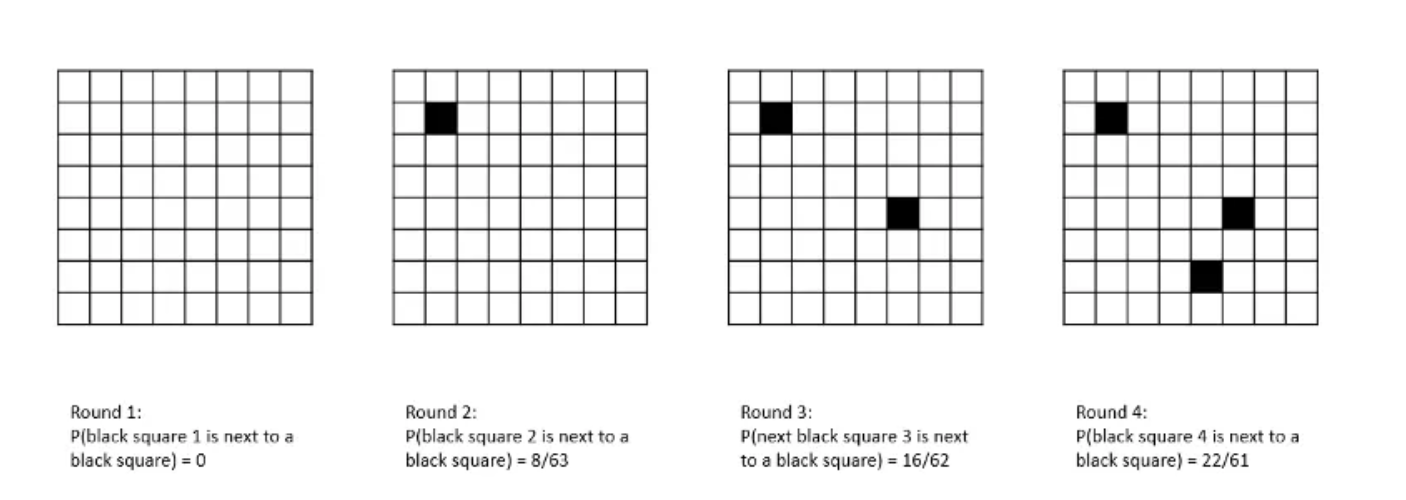 Round 1:
P(black square 1 is next to a
black square) = 0
Round 2:
P(black square 2 is next to a
black square) = 8/63
Round 3:
P(next black square 3 is next
to a black square) = 16/62
Round 4:
P(black square 4 is next to a
black square) = 22/61